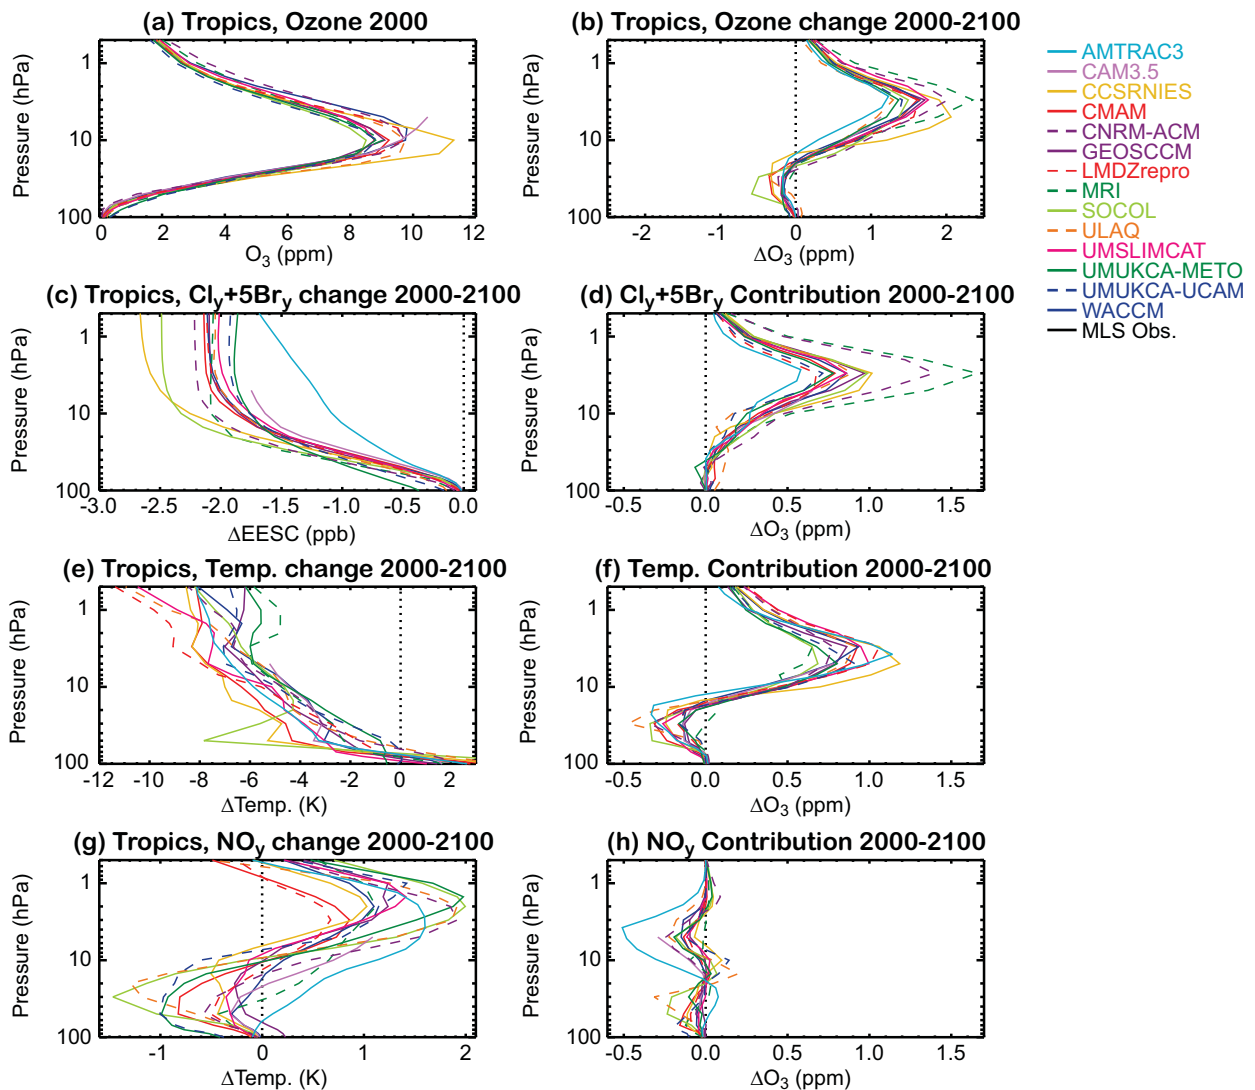 (a) Tropics, Ozone 2000
Pressure (hPa)
1
10
100
0 2 4 6 8 10 12
O3 (ppm)
(b) Tropics, Ozone change 2000-2100
Pressure (hPa)
1
10
100
-2 -1 0 1 2
ΔO3 (ppm)
AMTRAC3
CAM3.5
CCSRNIES
CMAM
CNRM-ACM
GEOSCCM
LMDZrepro
MRI
SOCOL
ULAQ
UMSLIMCAT
UMUKCA-METO
UMUKCA-UCAM
WACCM
MLS Obs.
(c) Tropics, Cly+5Bry change 2000-2100
Pressure (hPa)
1
10
100
-3.0 -2.5 -2.0 -1.5 -1.0 -0.5 0.0
ΔEESC (ppb)
(d) Cly+5Bry Contribution 2000-2100
Pressure (hPa)
1
10
100
-0.5 0.0 0.5 1.0 1.5
ΔO3 (ppm)
(e) Tropics, Temp. change 2000-2100
Pressure (hPa)
1
10
100
-12 -10 -8 -6 -4 -2 0 2
ΔTemp. (K)
(f) Temp. Contribution 2000-2100
Pressure (hPa)
1
10
100
-0.5 0.0 0.5 1.0 1.5
ΔO3 (ppm)
(g) Tropics, NOy change 2000-2100
Pressure (hPa)
1
10
100
-1 0 1 2
ΔTemp. (K)
(h) NOy Contribution 2000-2100
Pressure (hPa)
1
10
100
-0.5 0.0 0.5 1.0 1.5
ΔO3 (ppm)